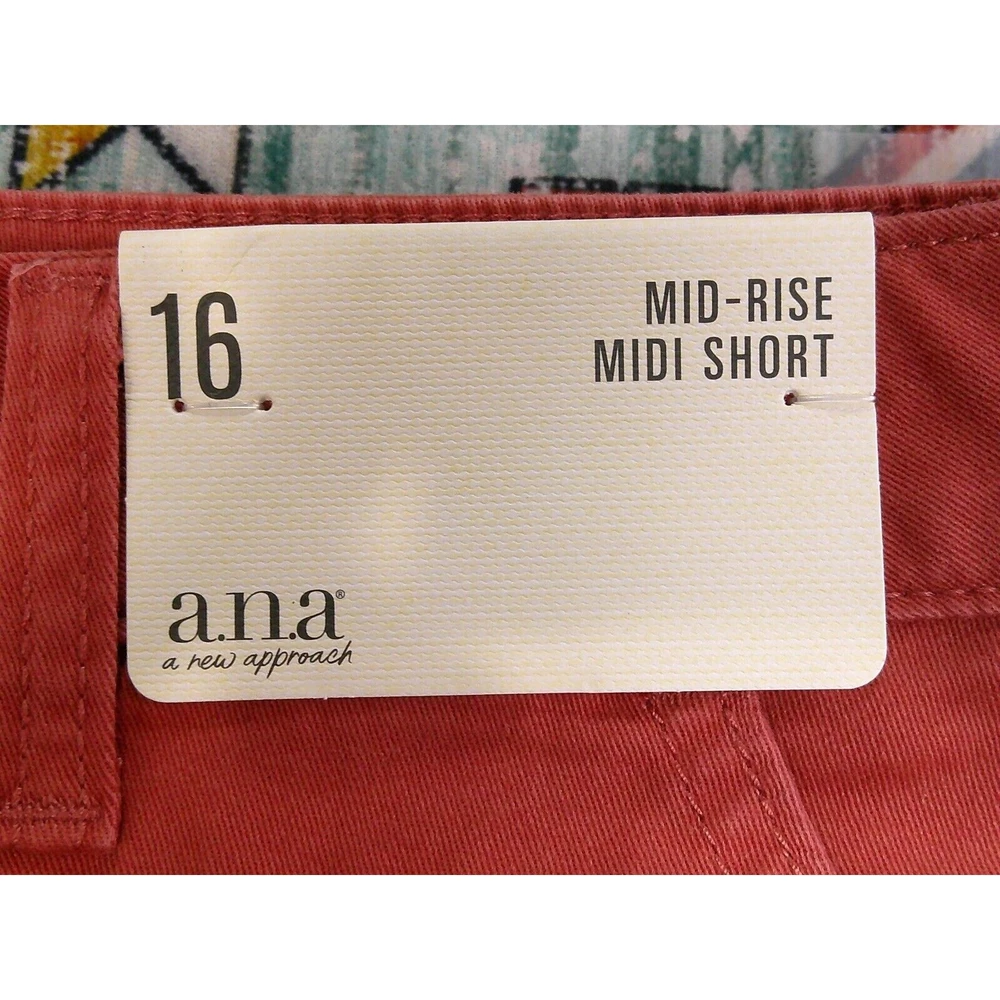 16
MID-RISE
MIDI SHORT
a.n.a®
a new approach